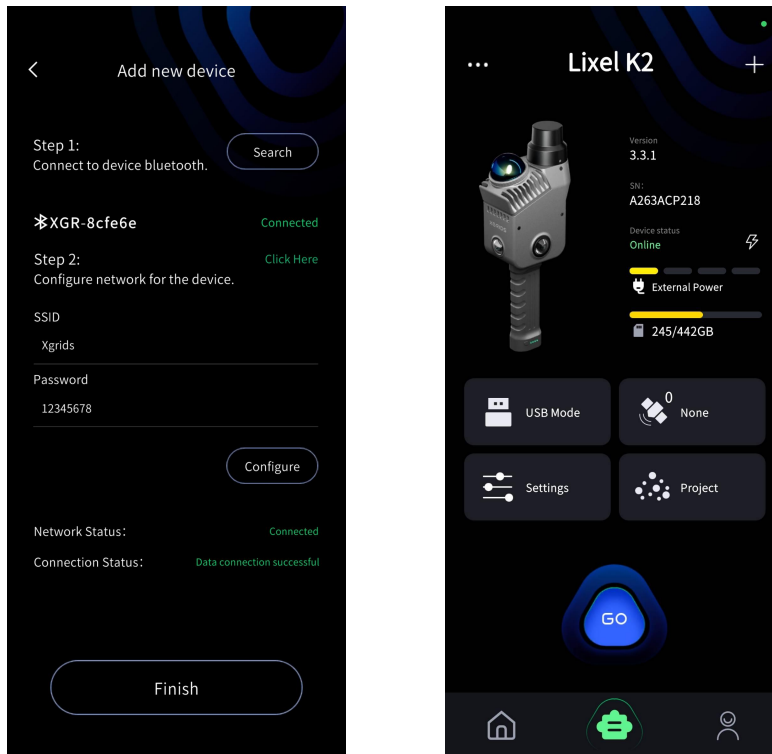 Add new device
Step 1:
Connect to device bluetooth.
Search
XGR-8cfe6e
Connected
Step 2:
Click Here
Configure network for the device.
SSID
Xgrids
Password
12345678
Configure
Network Status:
Connected
Connection Status:
Data connection successful
Finish
Lixel K2
Version
3.3.1
SN:
A263ACP218
Device status
Online
External Power
245/442GB
USB Mode
0
None
Settings
Project
GO